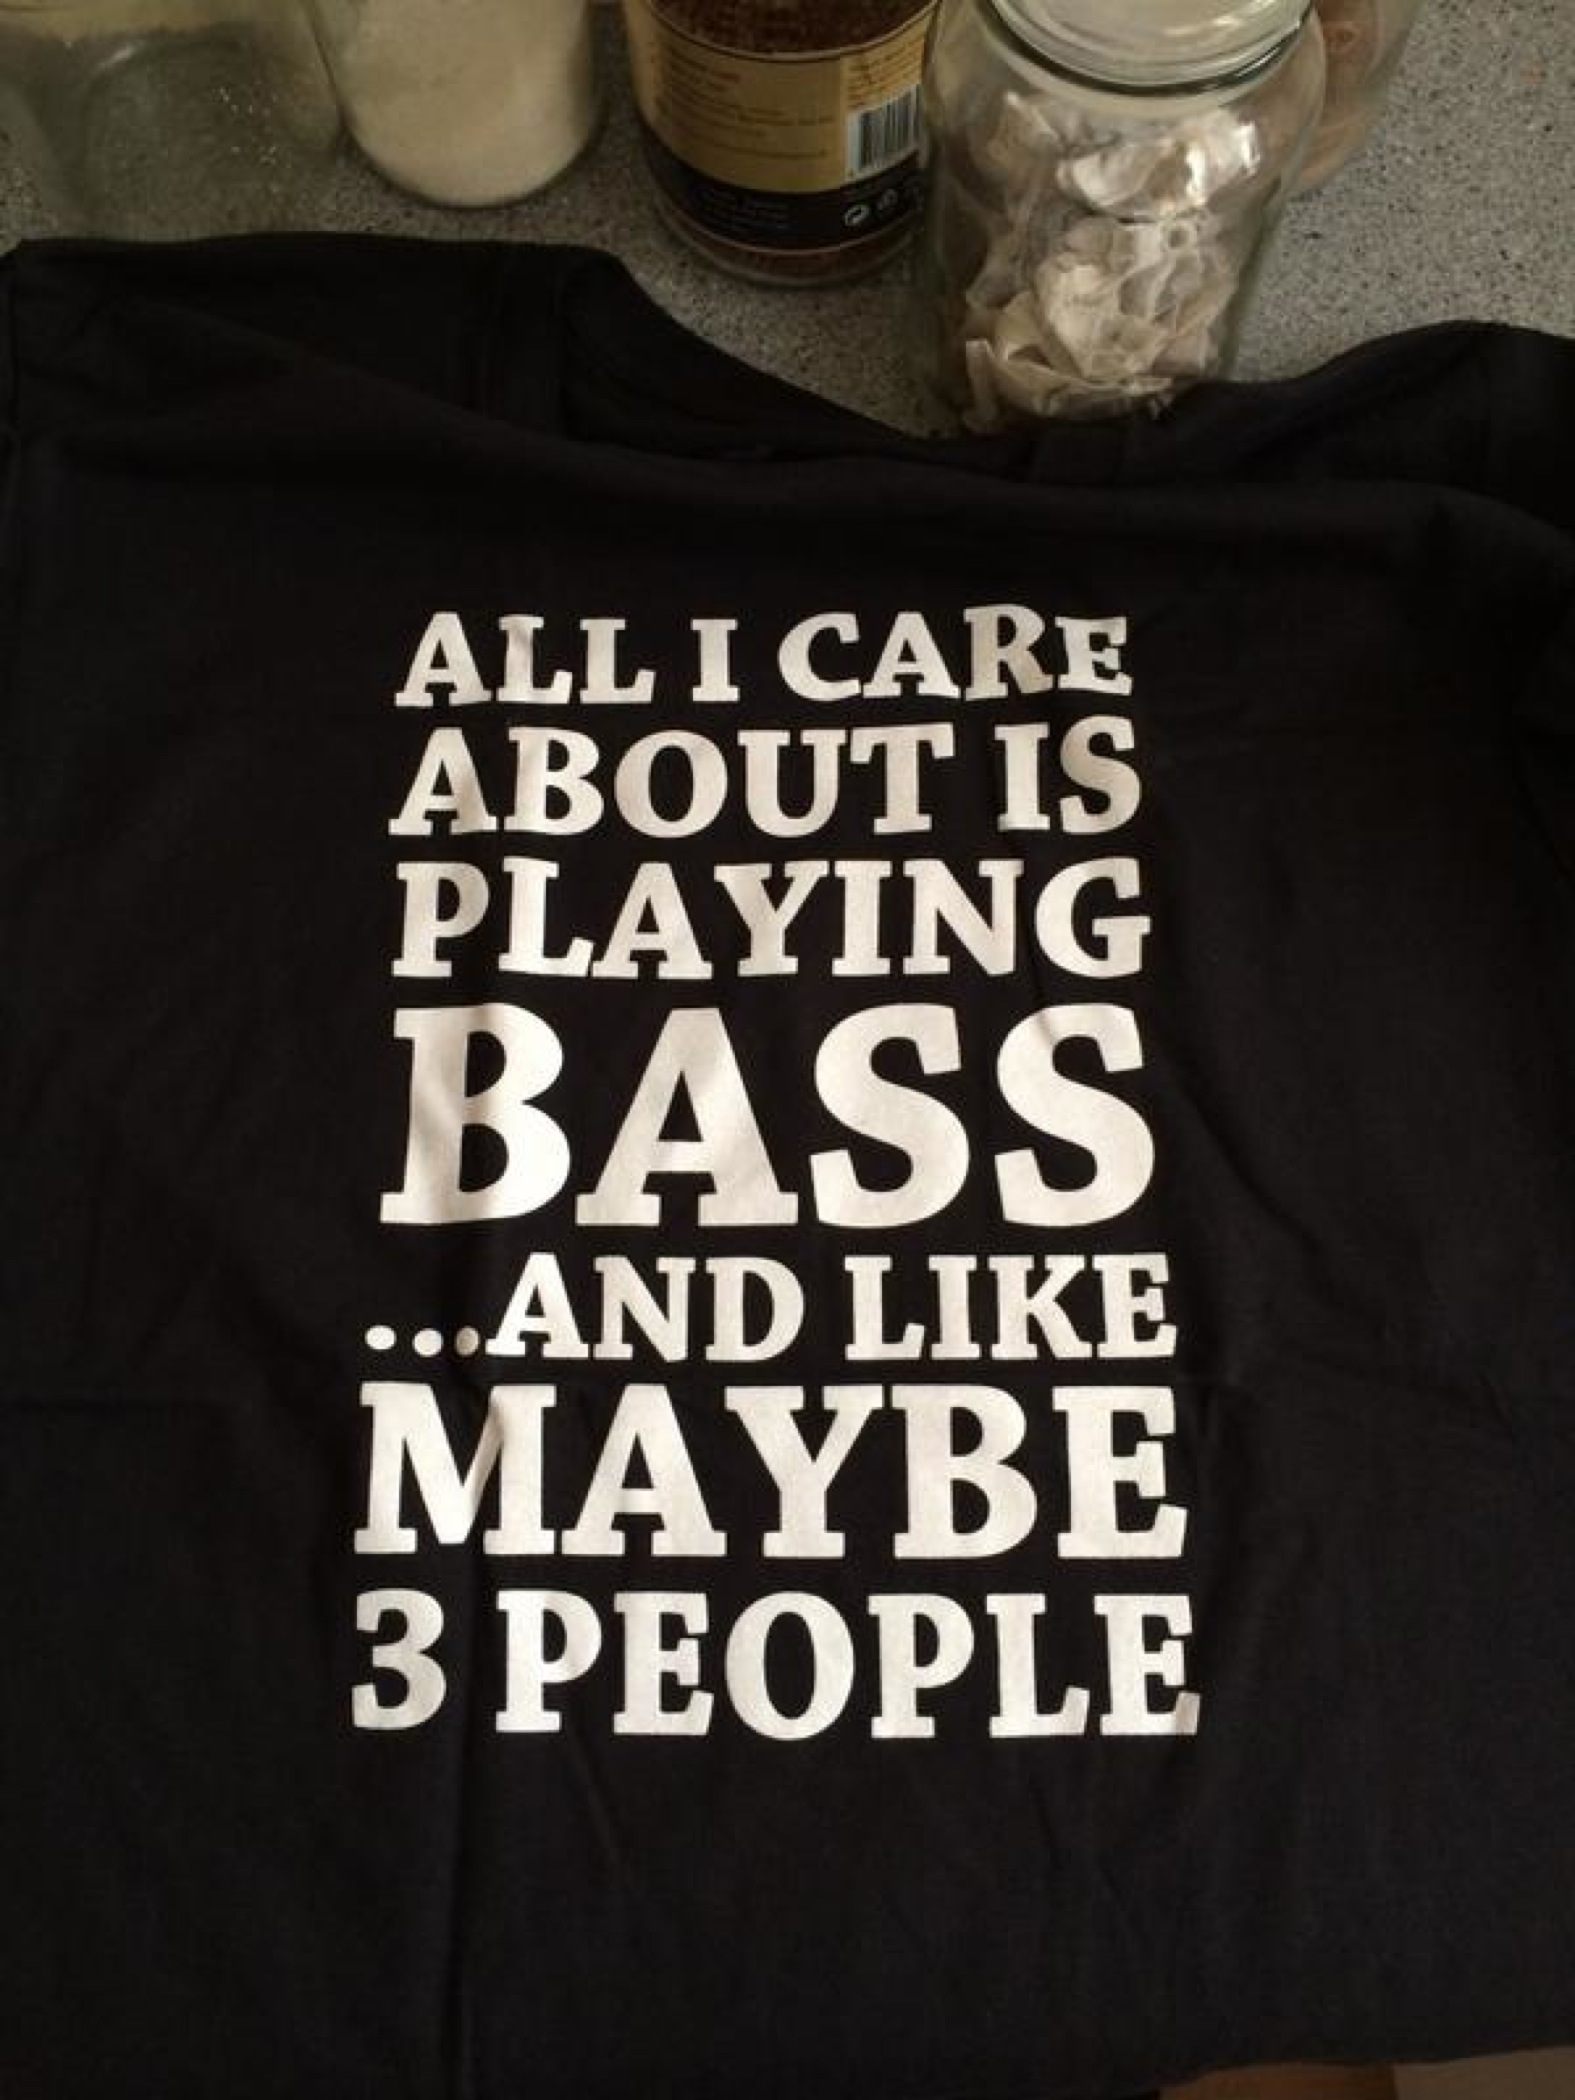 ALL I CARE
ABOUT IS
PLAYING
BASS
...AND LIKE
MAYBE
3 PEOPLE